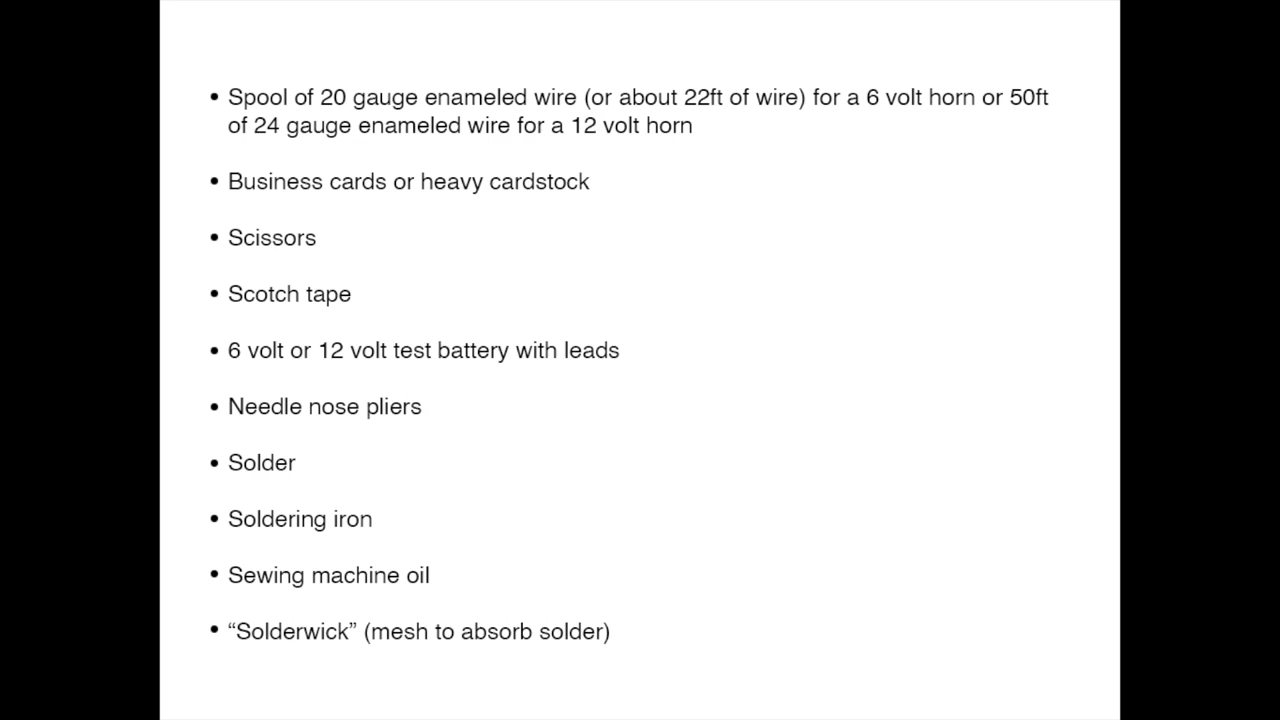 • Spool of 20 gauge enameled wire (or about 22ft of wire) for a 6 volt horn or 50ft
of 24 gauge enameled wire for a 12 volt horn
• Business cards or heavy cardstock
• Scissors
• Scotch tape
• 6 volt or 12 volt test battery with leads
• Needle nose pliers
• Solder
• Soldering iron
• Sewing machine oil
• “Solderwick” (mesh to absorb solder)